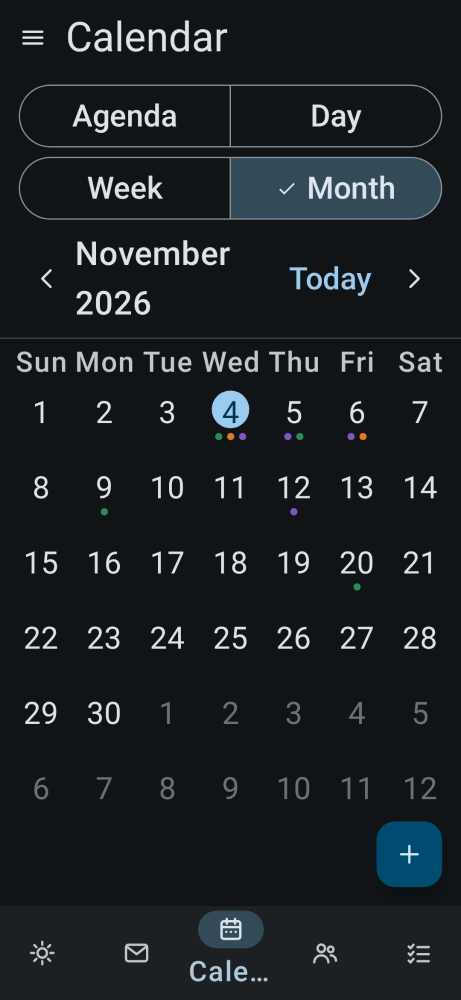 Calendar
Agenda Day
Week Month
November
2026
Today
Sun Mon Tue Wed Thu Fri Sat
1 2 3 4 5 6 7
8 9 10 11 12 13 14
15 16 17 18 19 20 21
22 23 24 25 26 27 28
29 30 1 2 3 4 5
6 7 8 9 10 11 12
Cale...